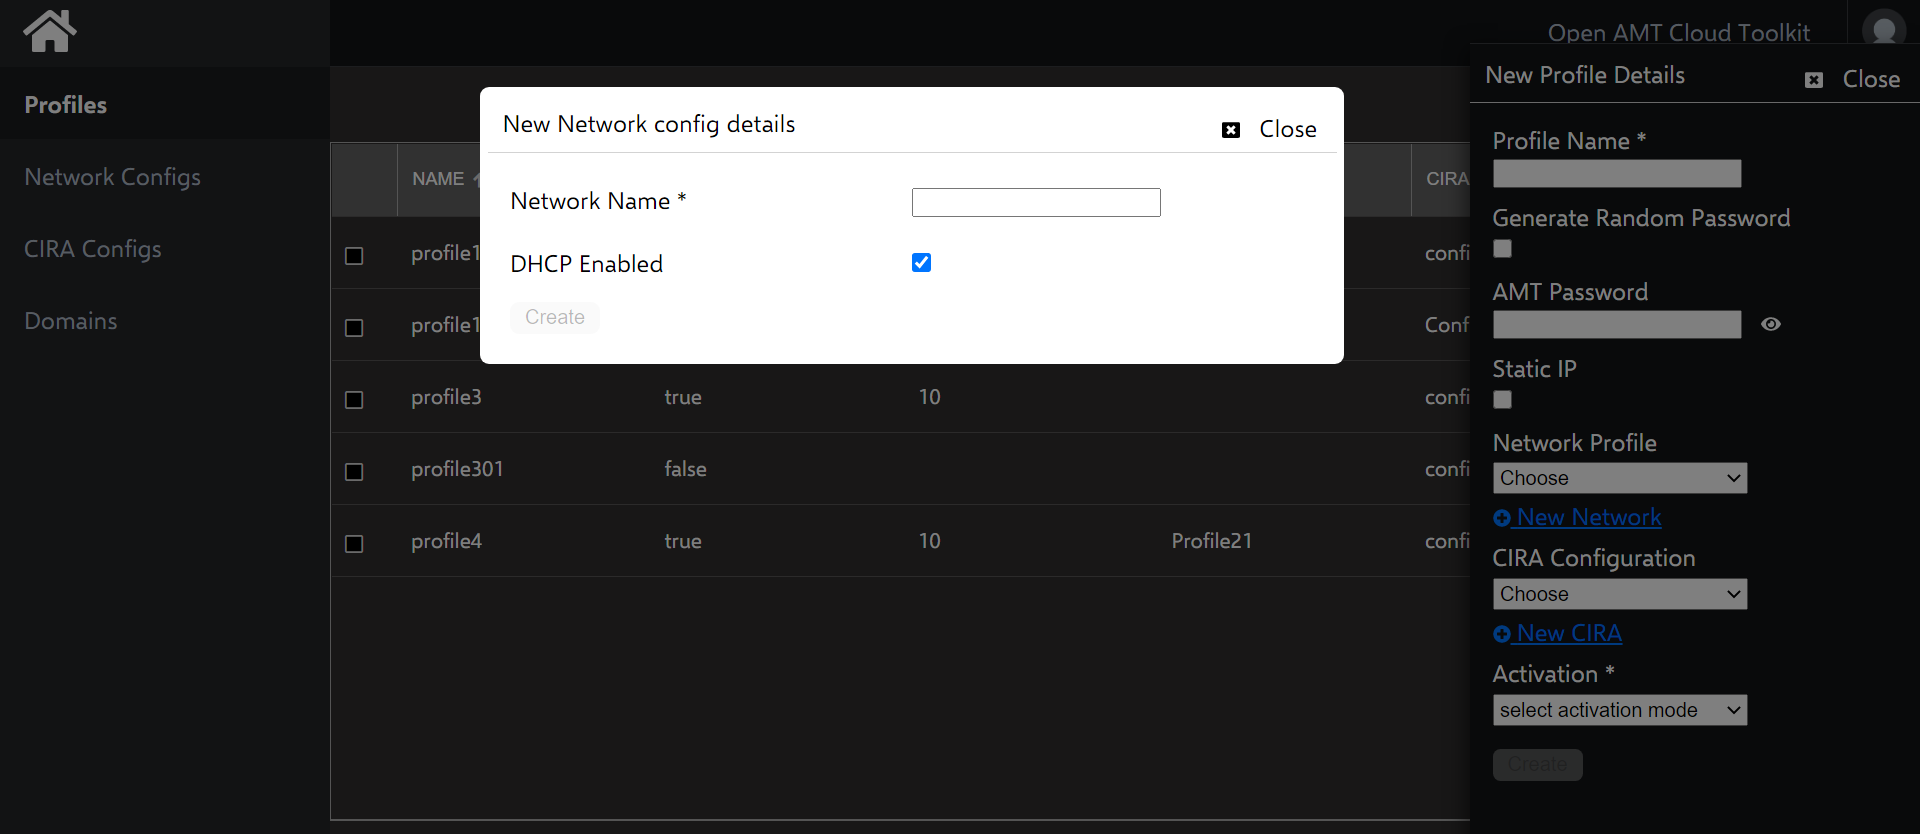 Open AMT Cloud Toolkit
Profiles
Network Configs
CIRA Configs
Domains
New Network config details
Close
Network Name *
DHCP Enabled
Create
NAME CIRA
profile1 confi
profile1 Conf
profile3 true 10 confi
profile301 false confi
profile4 true 10 Profile21 confi
New Profile Details
Close
Profile Name *
Generate Random Password
AMT Password
Static IP
Network Profile
Choose
New Network
CIRA Configuration
Choose
New CIRA
Activation *
select activation mode
Create